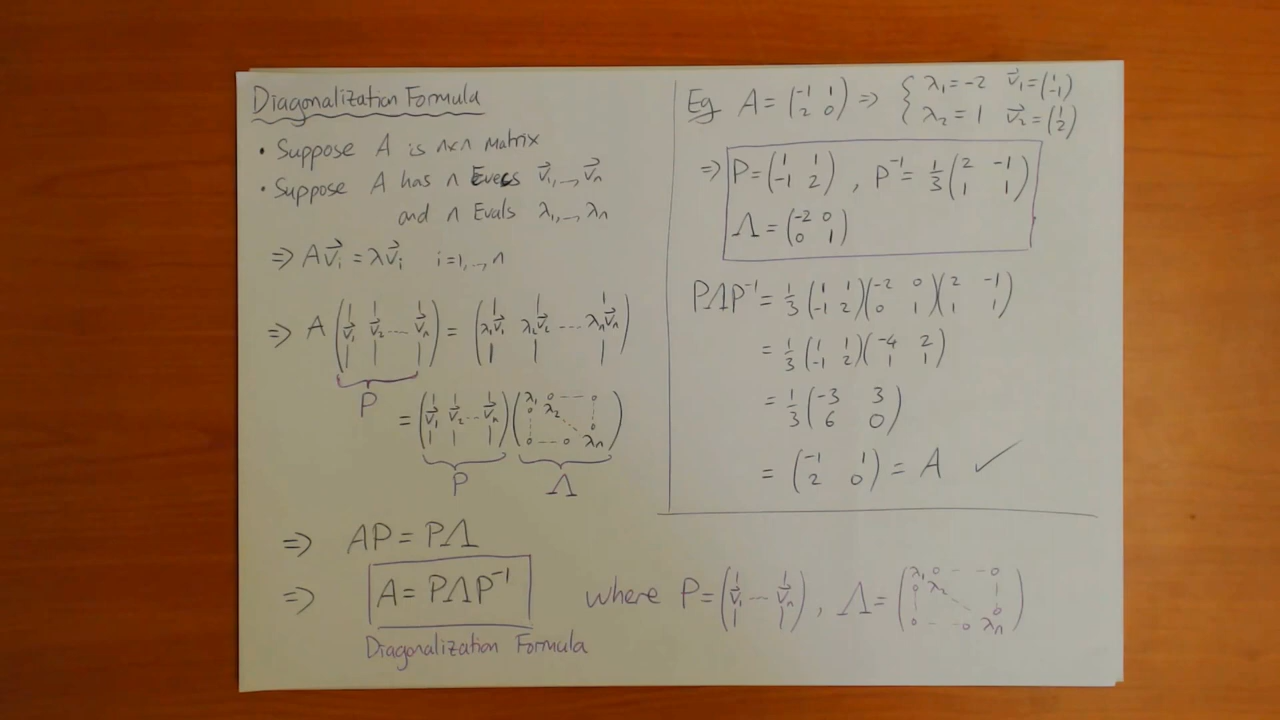 Diagonalization Formula
• Suppose A is n×n matrix
• Suppose A has n Evecs v⃗₁,..,v⃗ₙ
and n Evals λ₁,..,λₙ
⇒ Av⃗ᵢ = λv⃗ᵢ i=1,..,n
⇒ A (v⃗₁ v⃗₂ .... v⃗ₙ) = (λ₁v⃗₁ λ₂v⃗₂ .... λₙv⃗ₙ)
P
= (v⃗₁ v⃗₂ ... v⃗ₙ) (λ₁ 0 -- 0; 0 λ₂ ; 0 -- 0 λₙ)
P Λ
⇒ AP = PΛ
⇒ A = PΛP⁻¹ where P = (v⃗₁ ... v⃗ₙ), Λ = (λ₁ 0 - - 0; 0 λ₂ ; 0 - - 0 λₙ)
Diagonalization Formula
Eg A = (-1 1; 2 0) ⇒ { λ₁ = -2 v⃗₁ = (1; -1)
λ₂ = 1 v⃗₂ = (1; 2)
⇒ P = (1 1; -1 2), P⁻¹ = 1/3 (2 -1; 1 1)
Λ = (-2 0; 0 1)
PΛP⁻¹ = 1/3 (1 1; -1 2)(-2 0; 0 1)(2 -1; 1 1)
= 1/3 (1 1; -1 2)(-4 2; 1 1)
= 1/3 (-3 3; 6 0)
= (-1 1; 2 0) = A ✓